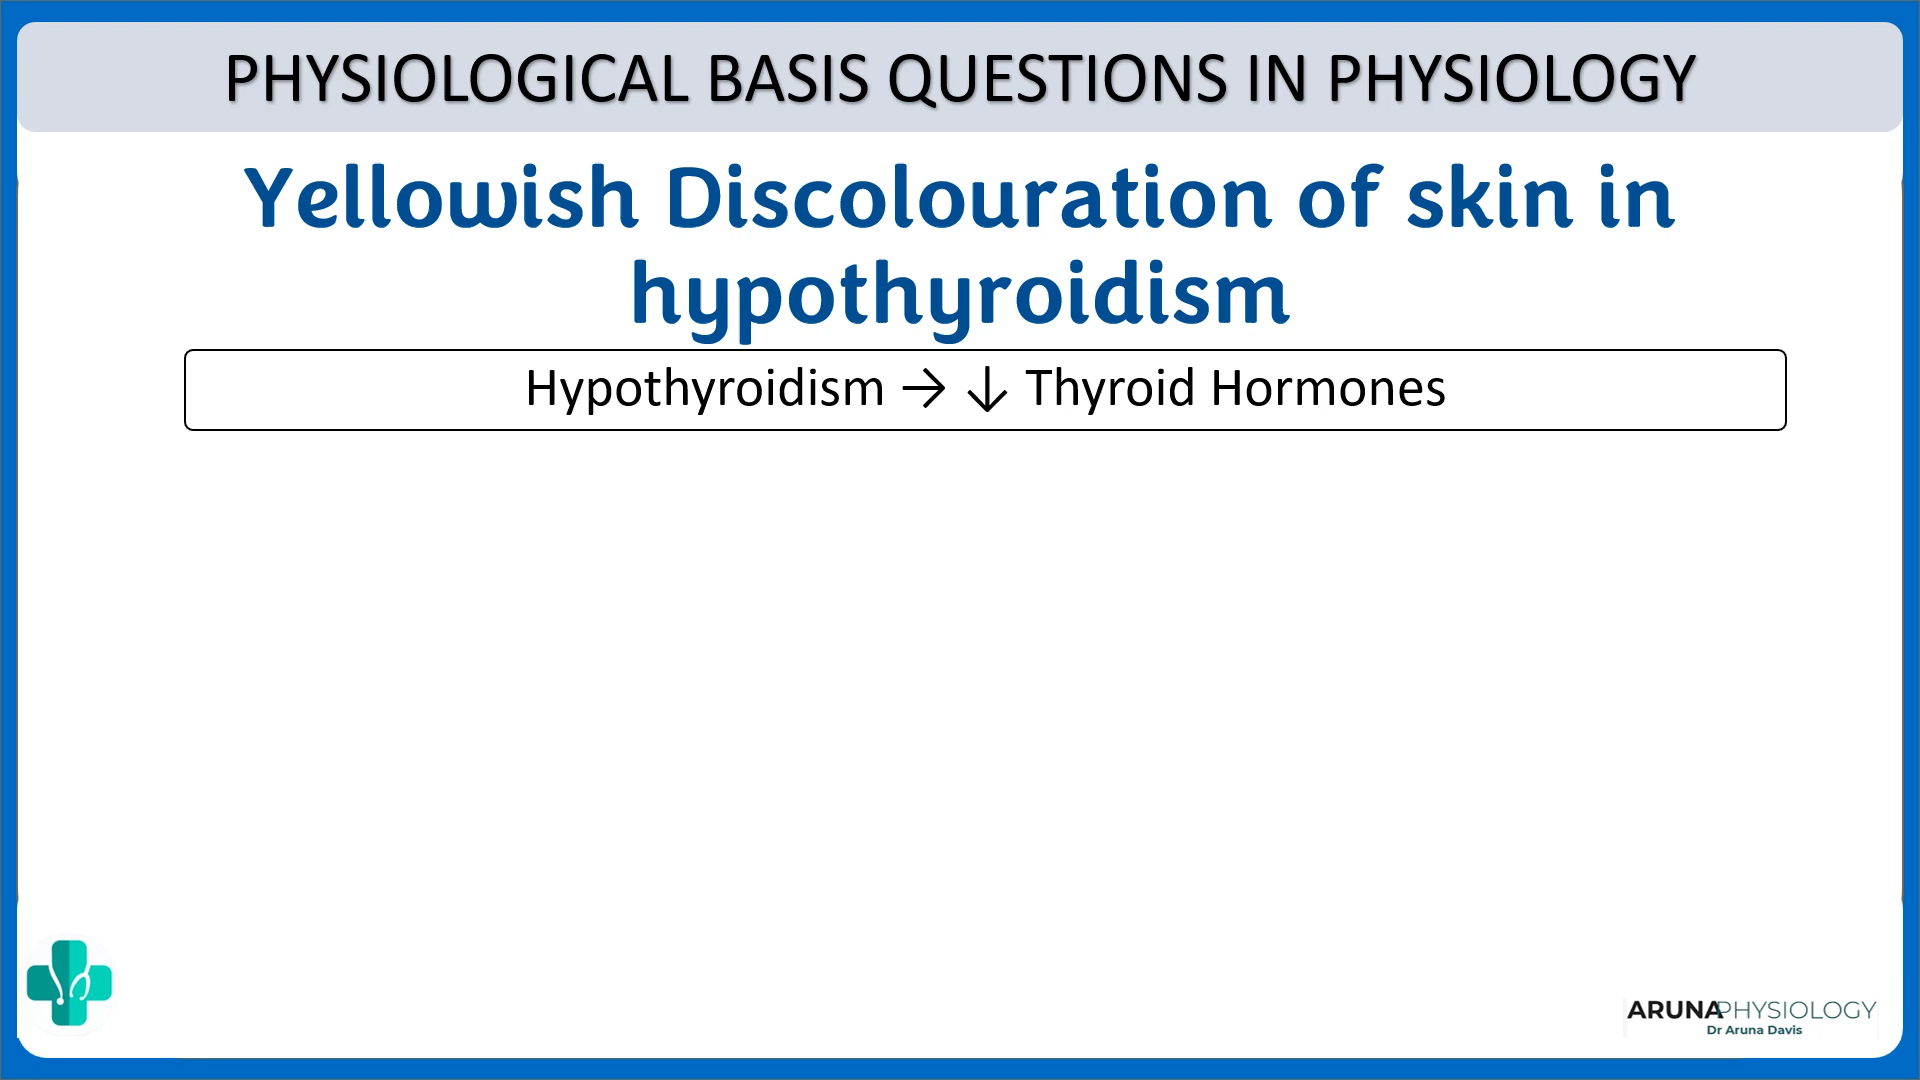 PHYSIOLOGICAL BASIS QUESTIONS IN PHYSIOLOGY
Yellowish Discolouration of skin in
hypothyroidism
Hypothyroidism → ↓ Thyroid Hormones
ARUNAPHYSIOLOGY
Dr Aruna Davis